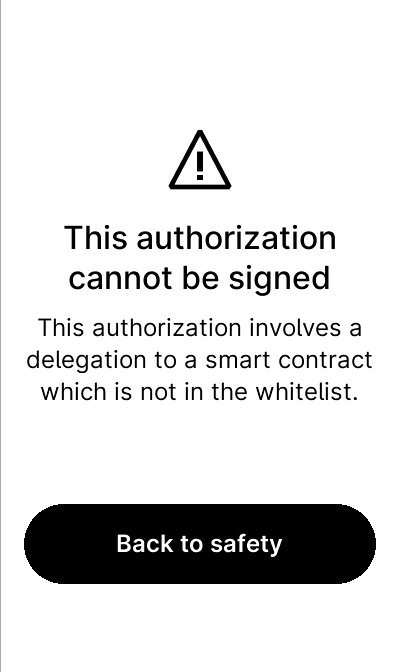 This authorization
cannot be signed
This authorization involves a
delegation to a smart contract
which is not in the whitelist.
Back to safety